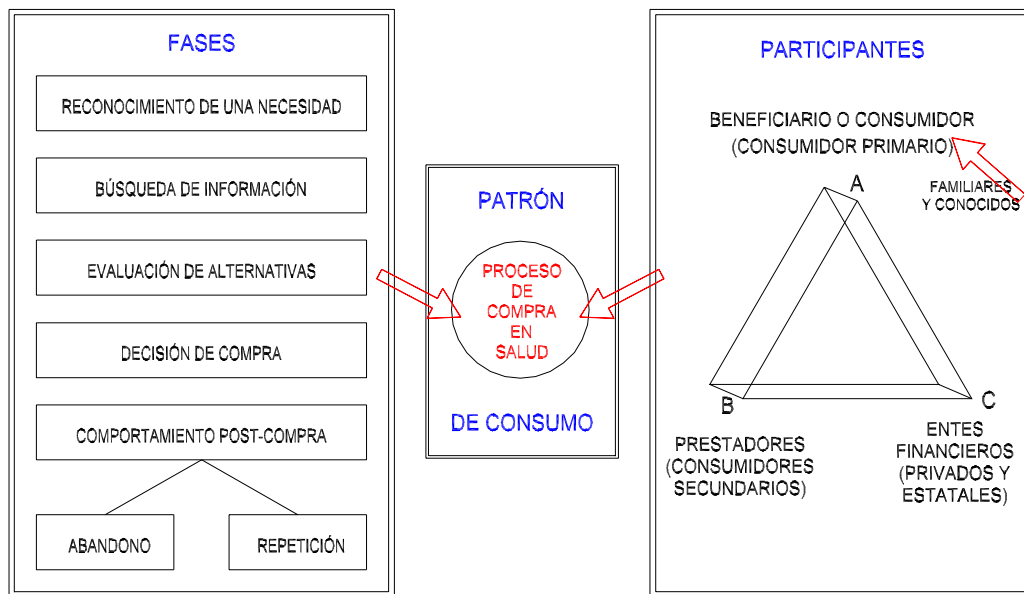 FASES
RECONOCIMIENTO DE UNA NECESIDAD
BÚSQUEDA DE INFORMACIÓN
EVALUACIÓN DE ALTERNATIVAS
DECISIÓN DE COMPRA
COMPORTAMIENTO POST-COMPRA
ABANDONO
REPETICIÓN
PATRÓN
PROCESO
DE
COMPRA
EN
SALUD
DE CONSUMO
PARTICIPANTES
BENEFICIARIO O CONSUMIDOR
(CONSUMIDOR PRIMARIO)
FAMILIARES
Y CONOCIDOS
A
B
C
PRESTADORES
(CONSUMIDORES
SECUNDARIOS)
ENTES
FINANCIEROS
(PRIVADOS Y
ESTATALES)